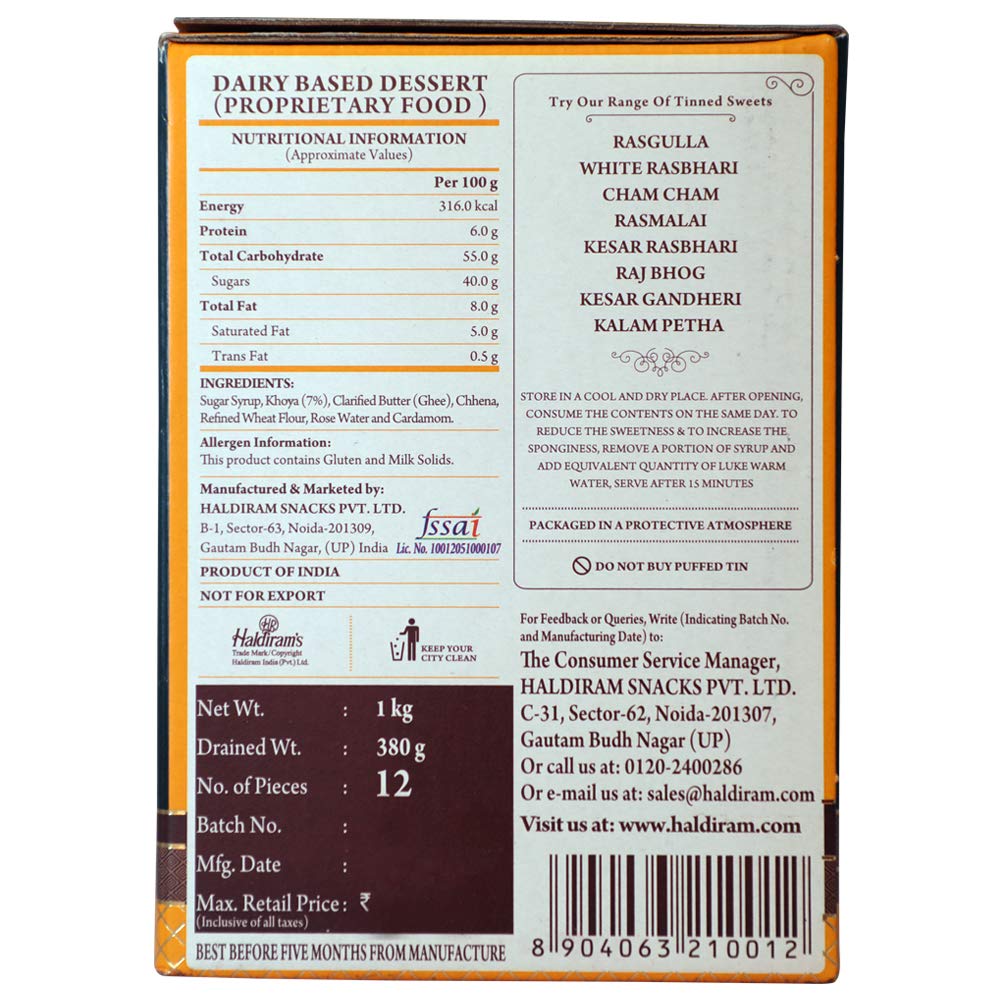 DAIRY BASED DESSERT
(PROPRIETARY FOOD )
NUTRITIONAL INFORMATION
(Approximate Values)
Per 100 g
Energy 316.0 kcal
Protein 6.0 g
Total Carbohydrate 55.0 g
Sugars 40.0 g
Total Fat 8.0 g
Saturated Fat 5.0 g
Trans Fat 0.5 g
INGREDIENTS:
Sugar Syrup, Khoya (7%), Clarified Butter (Ghee), Chhena,
Refined Wheat Flour, Rose Water and Cardamom.
Allergen Information:
This product contains Gluten and Milk Solids.
Manufactured & Marketed by:
HALDIRAM SNACKS PVT. LTD.
B-1, Sector-63, Noida-201309,
Gautam Budh Nagar, (UP) India
fssai
Lic. No. 10012051000107
PRODUCT OF INDIA
NOT FOR EXPORT
HR
Haldiram's
Trade Mark/Copyright
Haldiram India (Pvt.) Ltd.
KEEP YOUR
CITY CLEAN
Net Wt. : 1 kg
Drained Wt. : 380 g
No. of Pieces : 12
Batch No. :
Mfg. Date :
Max. Retail Price : ₹
(Inclusive of all taxes)
BEST BEFORE FIVE MONTHS FROM MANUFACTURE
Try Our Range Of Tinned Sweets
RASGULLA
WHITE RASBHARI
CHAM CHAM
RASMALAI
KESAR RASBHARI
RAJ BHOG
KESAR GANDHERI
KALAM PETHA
STORE IN A COOL AND DRY PLACE. AFTER OPENING,
CONSUME THE CONTENTS ON THE SAME DAY. TO
REDUCE THE SWEETNESS & TO INCREASE THE
SPONGINESS, REMOVE A PORTION OF SYRUP AND
ADD EQUIVALENT QUANTITY OF LUKE WARM
WATER, SERVE AFTER 15 MINUTES
PACKAGED IN A PROTECTIVE ATMOSPHERE
DO NOT BUY PUFFED TIN
For Feedback or Queries, Write (Indicating Batch No.
and Manufacturing Date) to:
The Consumer Service Manager,
HALDIRAM SNACKS PVT. LTD.
C-31, Sector-62, Noida-201307,
Gautam Budh Nagar (UP)
Or call us at: 0120-2400286
Or e-mail us at: sales@haldiram.com
Visit us at: www.haldiram.com
8 904063 210012